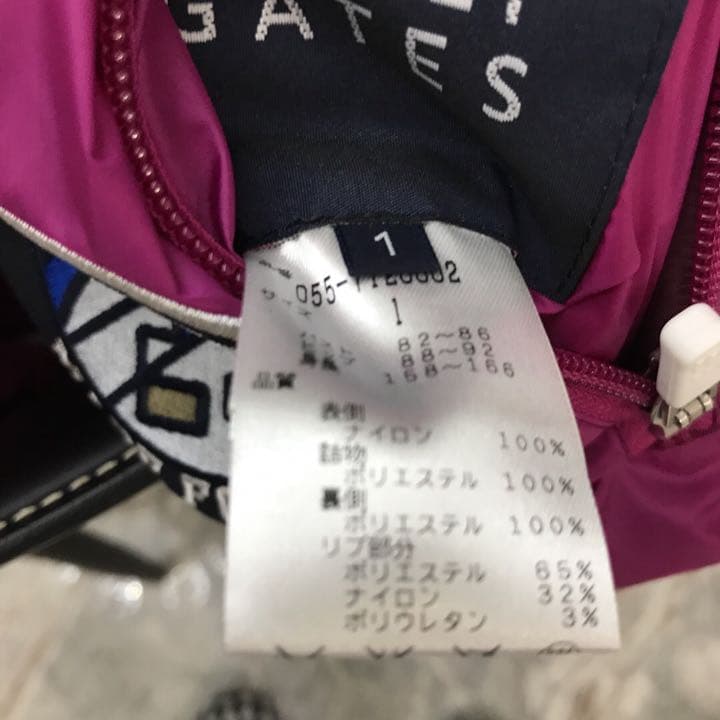 GATES
1
1
82～86
88～92
158～166
品質
表側
ナイロン 100%
詰物
ポリエステル 100%
裏側
ポリエステル 100%
リブ部分
ポリエステル 65%
ナイロン 32%
ポリウレタン 3%